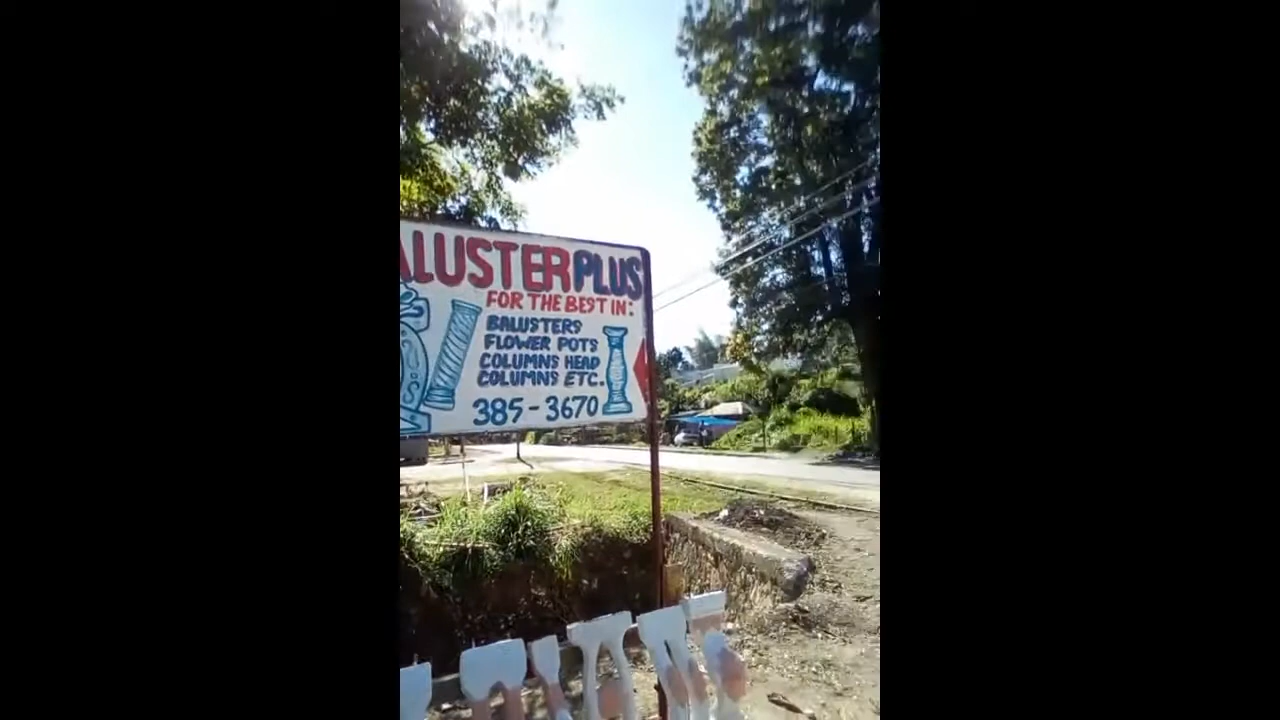 ALUSTER PLUS
FOR THE BEST IN:
BALUSTERS
FLOWER POTS
COLUMNS HEAD
COLUMNS ETC.
385-3670